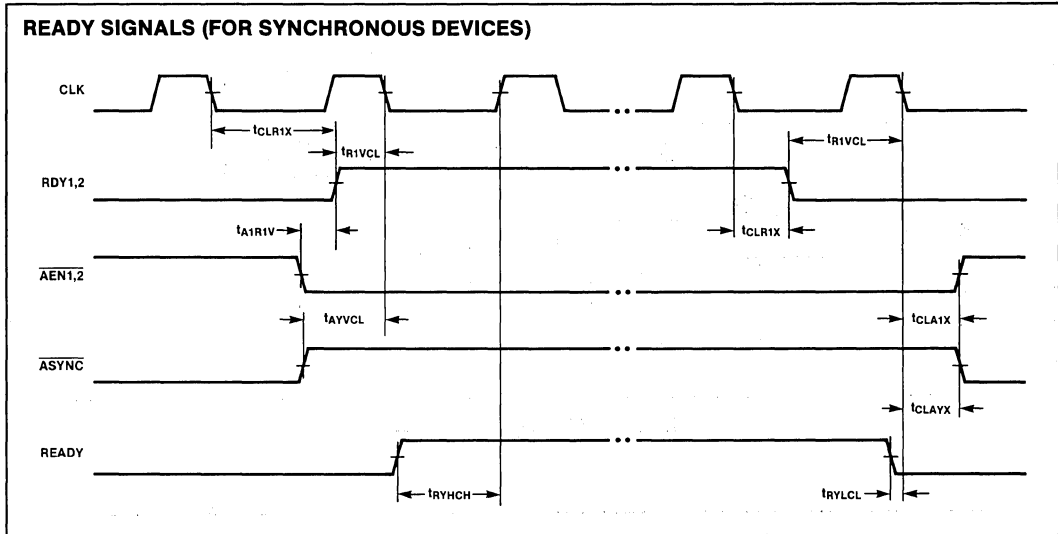 READY SIGNALS (FOR SYNCHRONOUS DEVICES)
CLK
tCLR1X
tR1VCL
tR1VCL
RDY1,2
tA1R1V
tCLR1X
AEN1,2
tAYVCL
tCLA1X
ASYNC
tCLAYX
READY
tRYHCH
tRYLCL